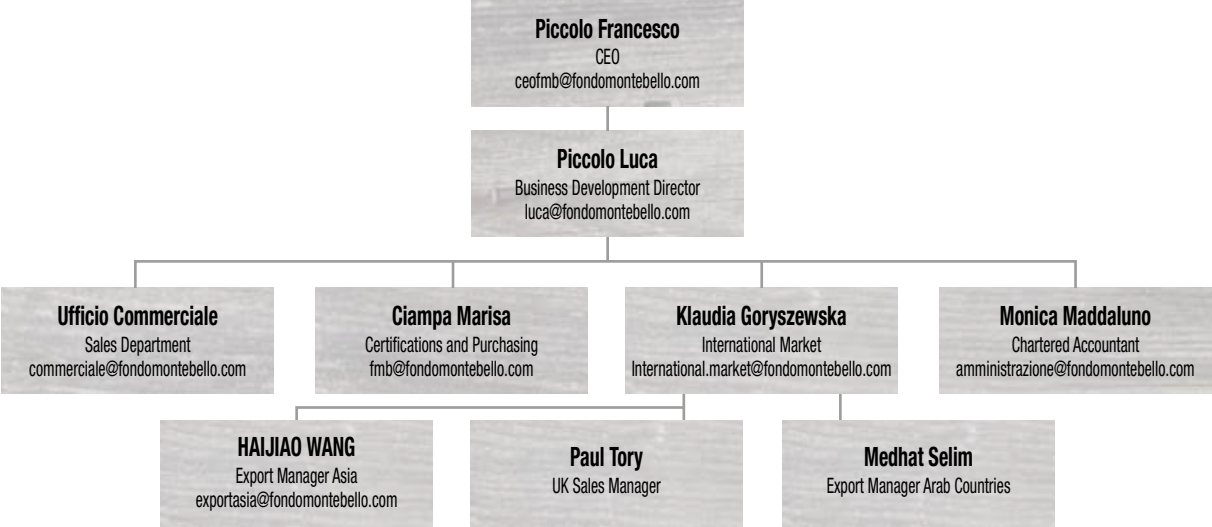 Piccolo Francesco
CEO
ceofmb@fondomontebello.com
Piccolo Luca
Business Development Director
luca@fondomontebello.com
Ufficio Commerciale
Sales Department
commerciale@fondomontebello.com
Ciampa Marisa
Certifications and Purchasing
fmb@fondomontebello.com
Klaudia Goryszewska
International Market
International.market@fondomontebello.com
Monica Maddaluno
Chartered Accountant
amministrazione@fondomontebello.com
HAIJIAO WANG
Export Manager Asia
exportasia@fondomontebello.com
Paul Tory
UK Sales Manager
Medhat Selim
Export Manager Arab Countries